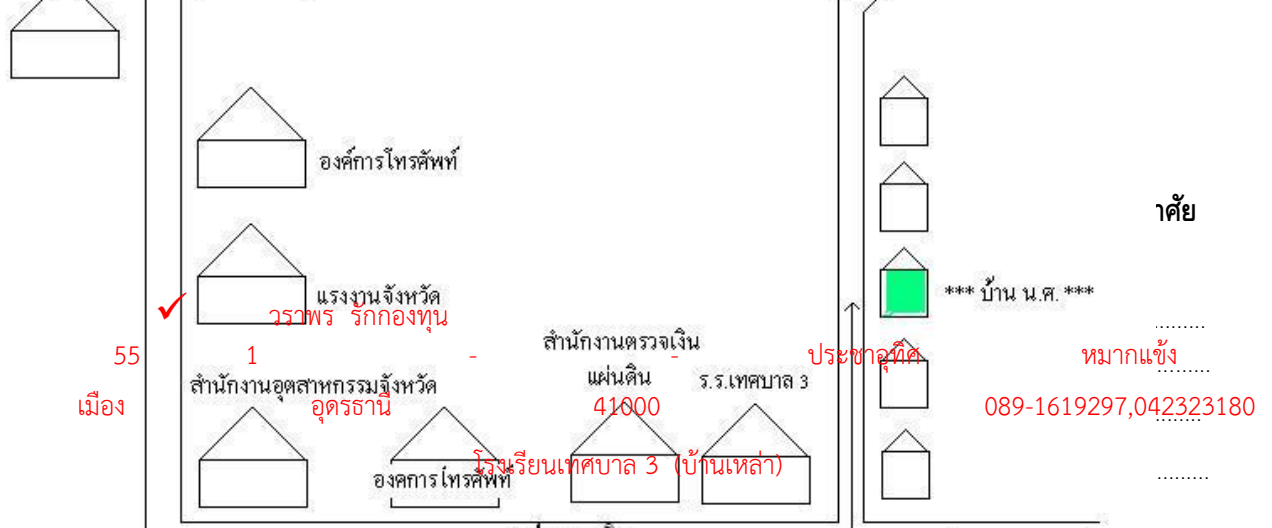 องค์การโทรศัพท์
าศัย
แรงงานจังหวัด
*** บ้าน น.ศ. ***
วราพร รักกองทุน
สำนักงานตรวจเงิน
แผ่นดิน
55 1 - - ประชาอุทิศ หมากแข้ง
สำนักงานอุตสาหกรรมจังหวัด
ร.ร.เทศบาล 3
เมือง อุดรธานี 41000 089-1619297,042323180
โรงเรียนเทศบาล 3 (บ้านเหล่า)
องคการโทรศัพท์